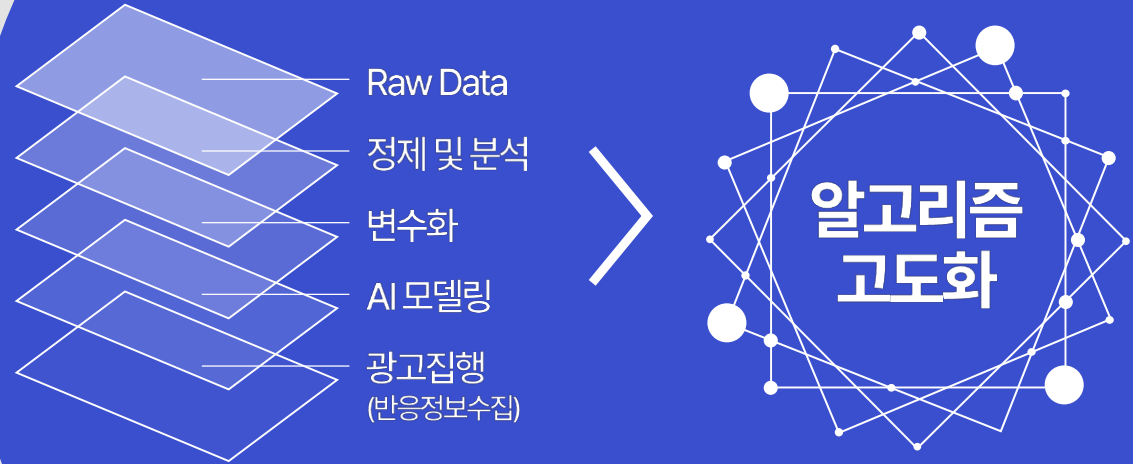 Raw Data
정제 및 분석
변수화
AI 모델링
광고집행
(반응정보수집)
알고리즘
고도화